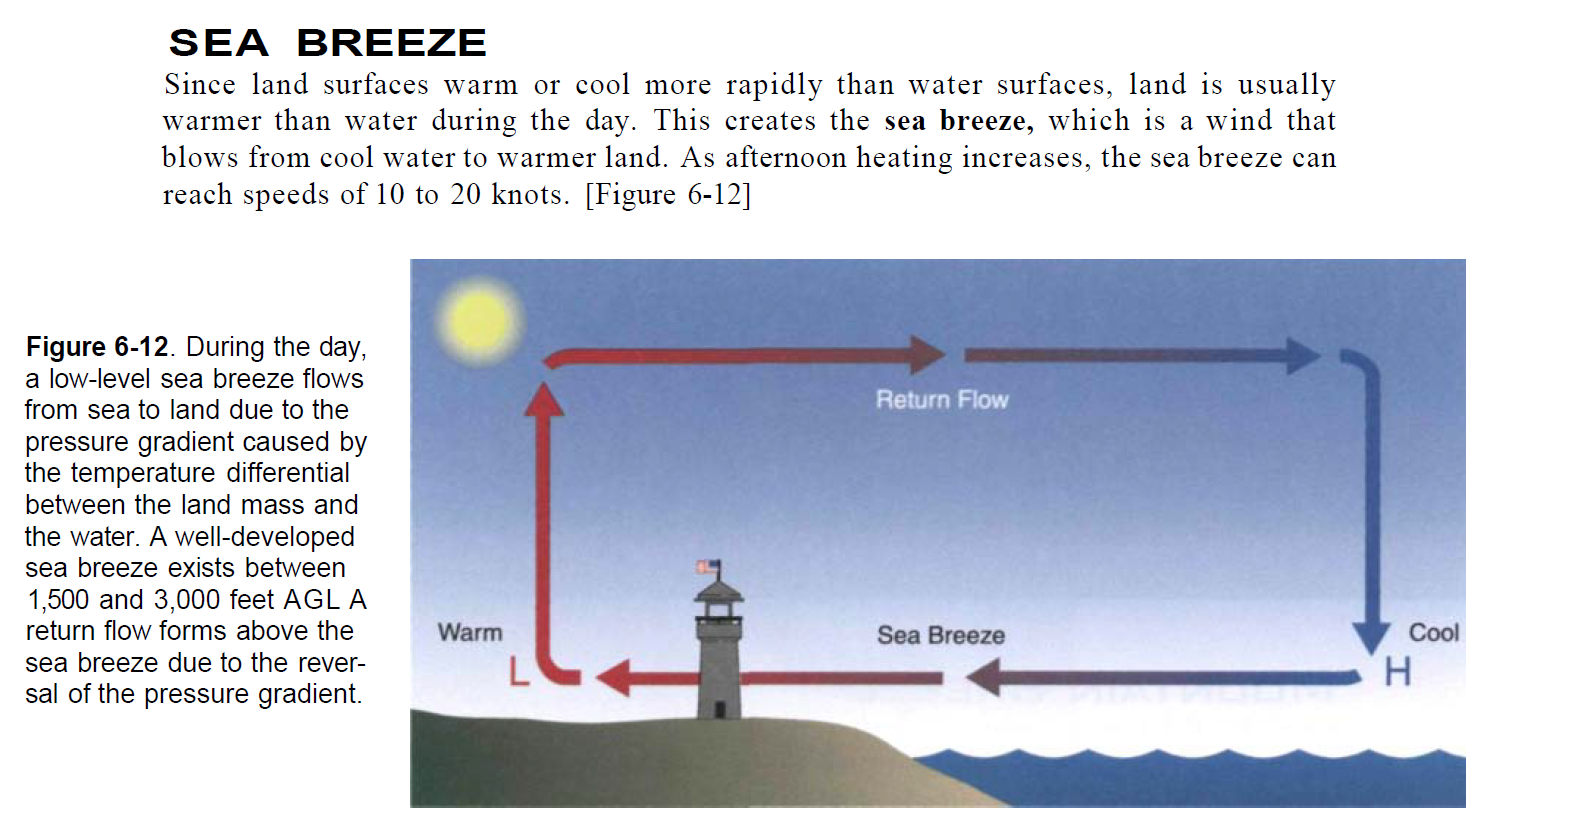 SEA BREEZE
Since land surfaces warm or cool more rapidly than water surfaces, land is usually
warmer than water during the day. This creates the sea breeze, which is a wind that
blows from cool water to warmer land. As afternoon heating increases, the sea breeze can
reach speeds of 10 to 20 knots. [Figure 6-12]
Figure 6-12. During the day,
a low-level sea breeze flows
from sea to land due to the
pressure gradient caused by
the temperature differential
between the land mass and
the water. A well-developed
sea breeze exists between
1,500 and 3,000 feet AGL A
return flow forms above the
sea breeze due to the rever-
sal of the pressure gradient.
Return Flow
Warm
Sea Breeze
Cool
L
H